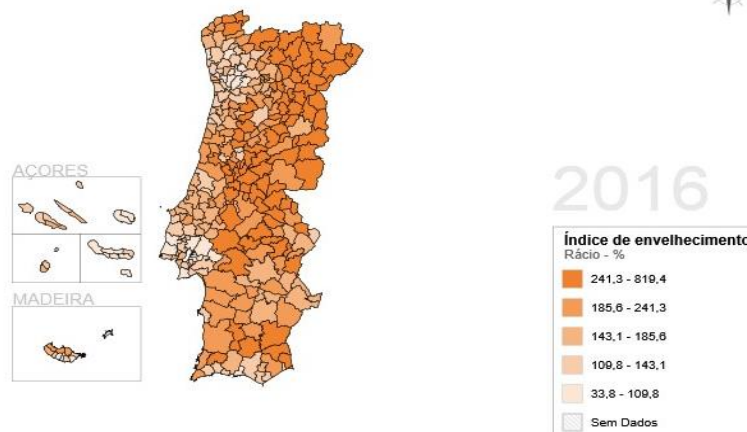 AÇORES
MADEIRA
2016
Índice de envelhecimento
Rácio - %
241,3 - 819,4
185,6 - 241,3
143,1 - 185,6
109,8 - 143,1
33,8 - 109,8
Sem Dados